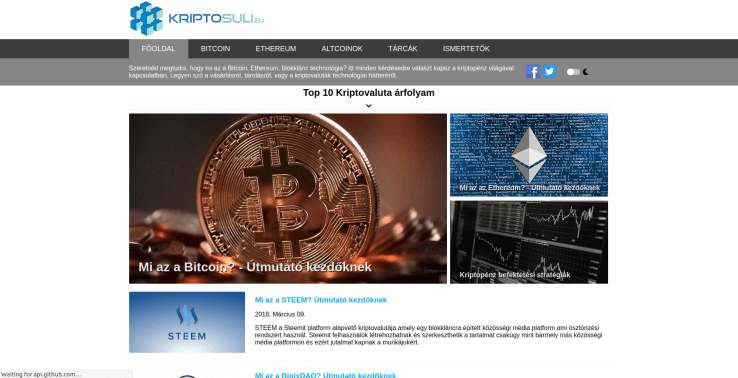 KRIPTOSULI.EU
FŐOLDAL BITCOIN ETHEREUM ALTCOINOK TÁRCÁK ISMERTETŐK
Szeretnéd megtudni, hogy mi az a Bitcoin, Ethereum, blokklánc technológia? Itt minden kérdésedre választ kapsz a kriptopénz világával
kapcsolatban. Legyen szó a vásárlásról, tárolásról, vagy a kriptovaluták technológiai hátteréről.
Top 10 Kriptovaluta árfolyam
Mi az a Bitcoin? - Útmutató kezdőknek
Mi az az Ethereum? - Útmutató kezdőknek
Kriptopénz befektetési stratégiák
STEEM
Mi az a STEEM? Útmutató kezdőknek
2018. Március 09.
STEEM a Steemit platform alapvető kriptovalutája amely egy blokkláncra épített közösségi média platform ami ösztönzési
rendszert használ. Steemit felhasználók létrehozhatnak és szerkeszthetik a tartalmat csakúgy mint bármely más közösségi
média platformon és ezért jutalmat kapnak a munkájukért.
Mi az a DigixDAO? Útmutató kezdőknek
Waiting for api.github.com...